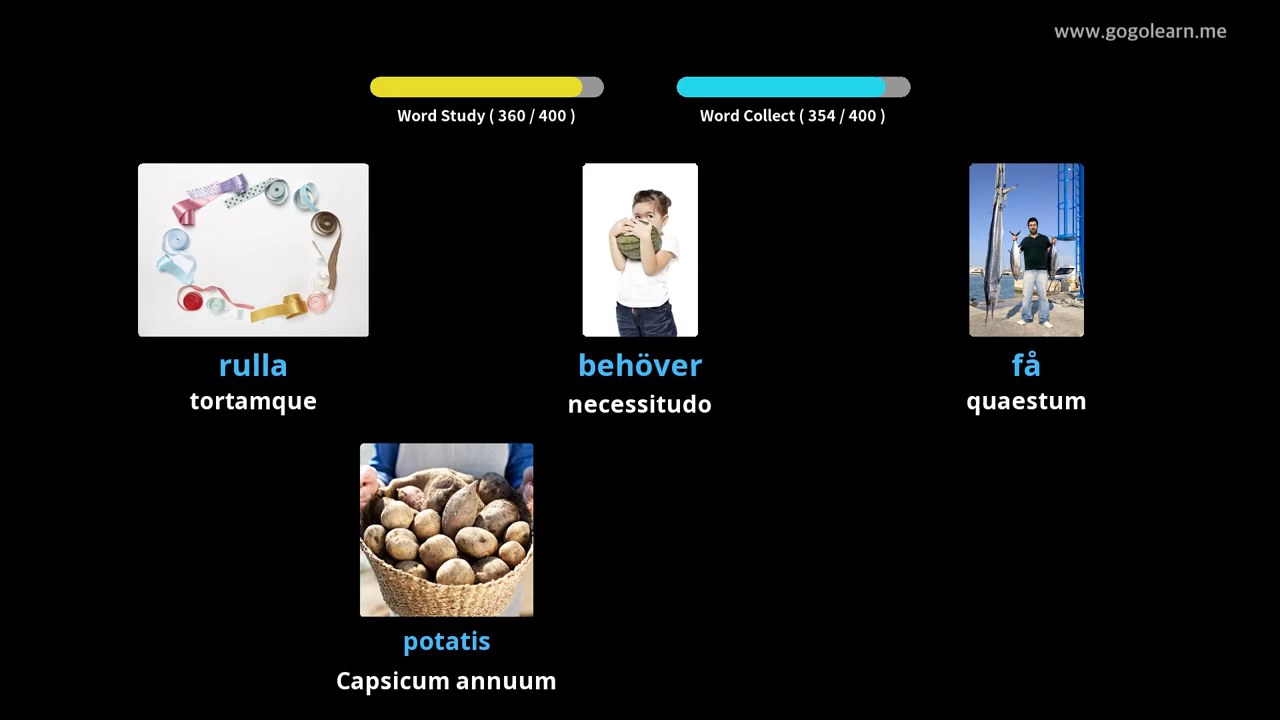 www.gogolearn.me
Word Study ( 360 / 400 )
Word Collect ( 354 / 400 )
rulla
tortamque
behöver
necessitudo
få
quaestum
potatis
Capsicum annuum